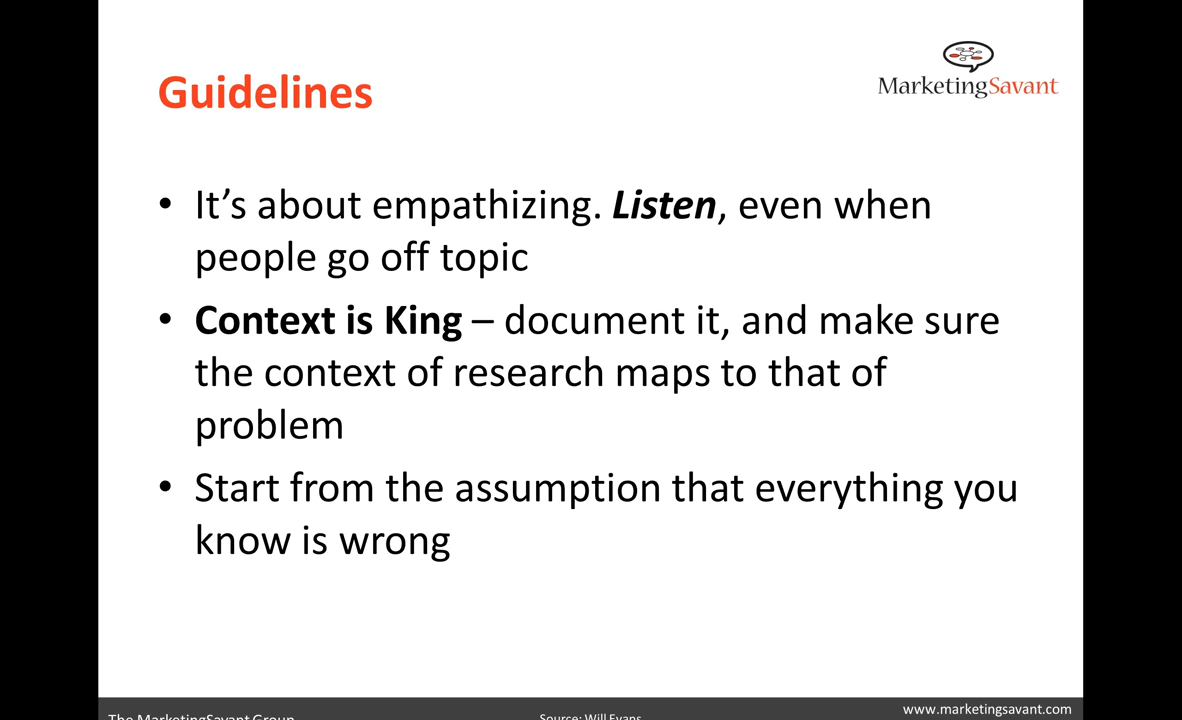 Guidelines
MarketingSavant
• It’s about empathizing. Listen, even when
people go off topic
• Context is King – document it, and make sure
the context of research maps to that of
problem
• Start from the assumption that everything you
know is wrong
The MarketingSavant Group
Source: Will Evans
www.marketingsavant.com